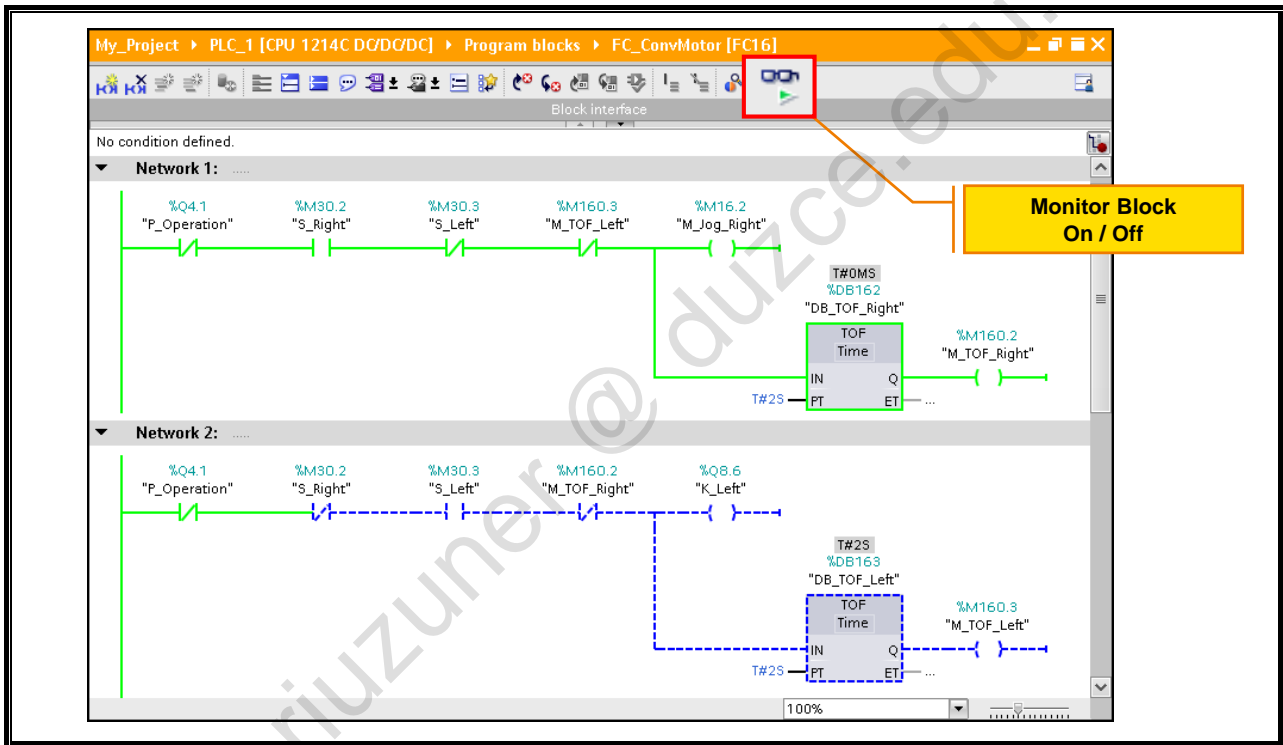 My_Project ▸ PLC_1 [CPU 1214C DC/DC/DC] ▸ Program blocks ▸ FC_ConvMotor [FC16]
Block interface
No condition defined.
Network 1: .....
%Q4.1 %M30.2 %M30.3 %M160.3 %M16.2
"P_Operation" "S_Right" "S_Left" "M_TOF_Left" "M_Jog_Right"
Monitor Block
On / Off
T#0MS
%DB162
"DB_TOF_Right"
TOF
Time
%M160.2
"M_TOF_Right"
IN Q
T#2S PT ET ...
Network 2: .....
%Q4.1 %M30.2 %M30.3 %M160.2 %Q8.6
"P_Operation" "S_Right" "S_Left" "M_TOF_Right" "K_Left"
T#2S
%DB163
"DB_TOF_Left"
TOF
Time
%M160.3
"M_TOF_Left"
IN Q
T#2S PT ET ...
100%
riuzuner @ duzce.edu.